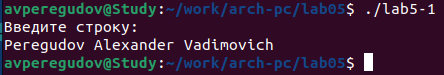 avperegudov@Study:~/work/arch-pc/lab05$ ./lab5-1
Введите строку:
Peregudov Alexander Vadimovich
avperegudov@Study:~/work/arch-pc/lab05$